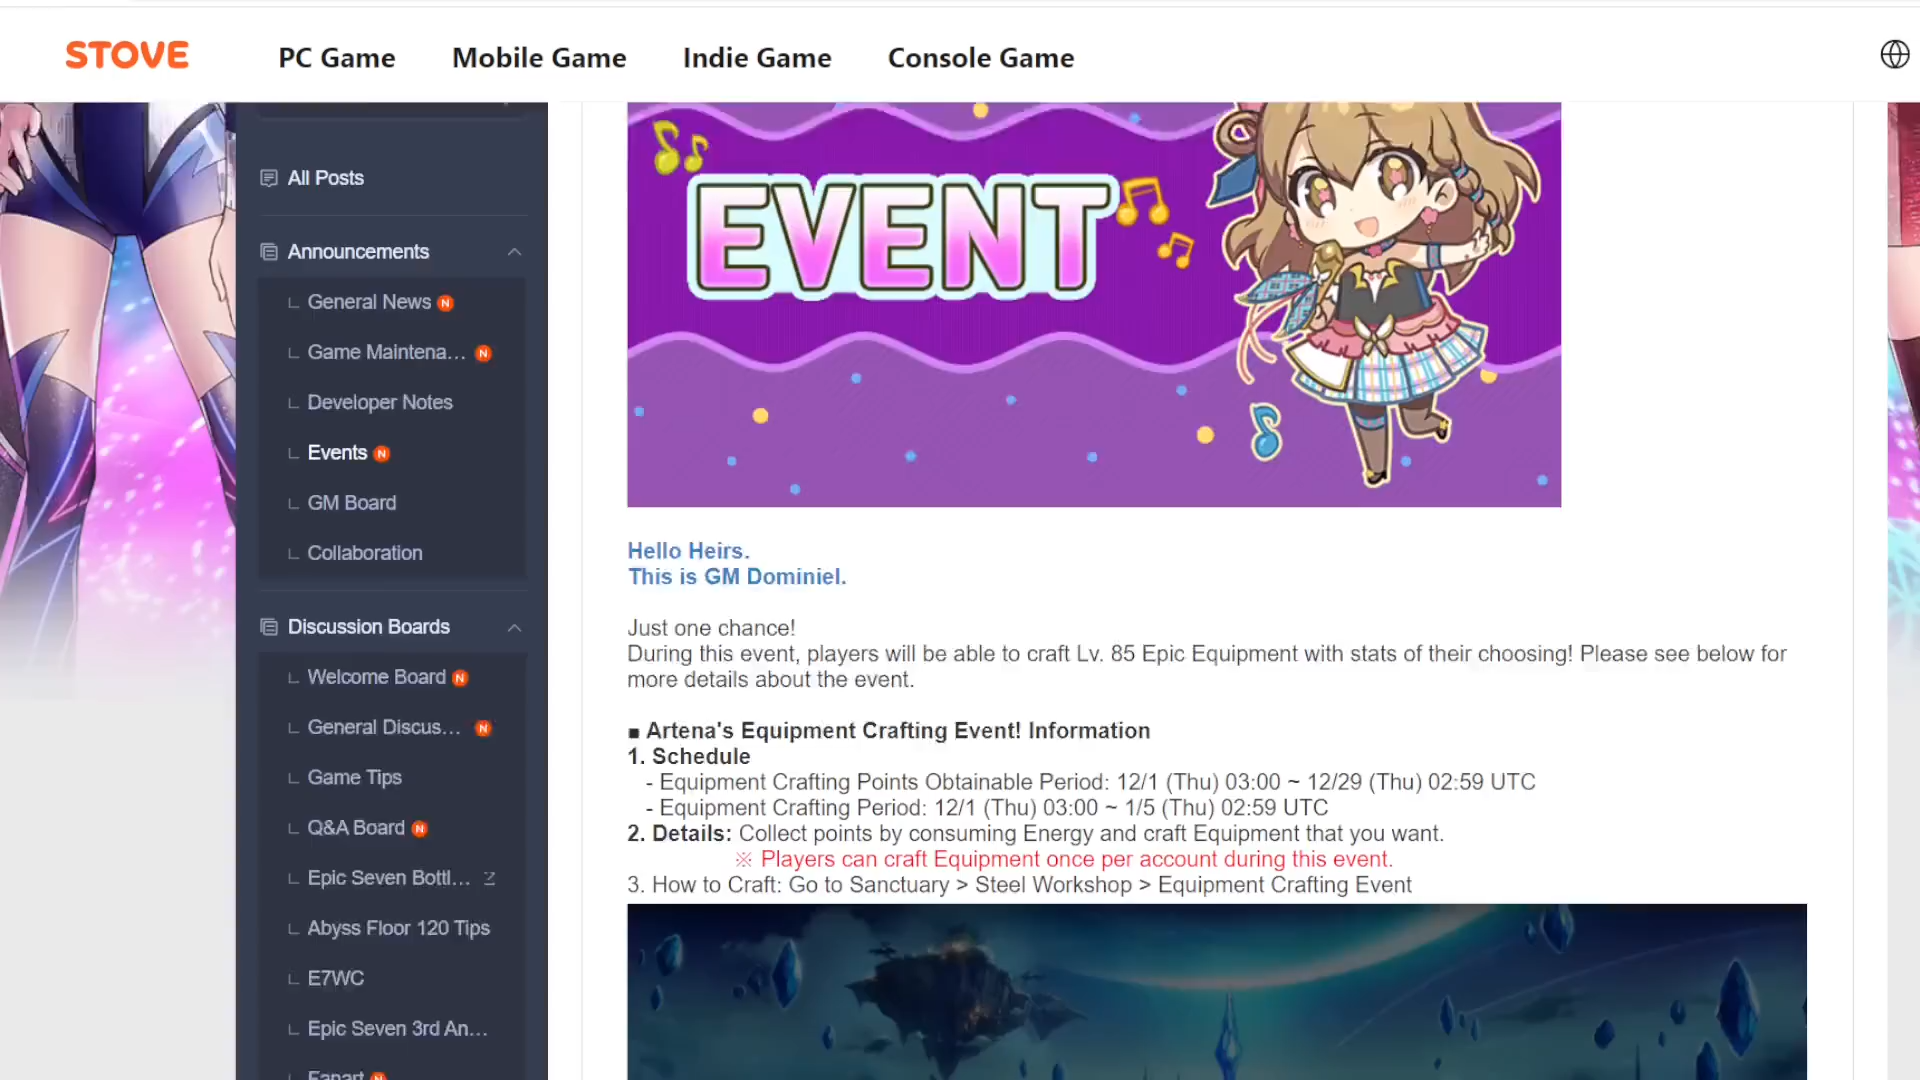 STOVE
PC Game
Mobile Game
Indie Game
Console Game
All Posts
Announcements
General News N
Game Maintena... N
Developer Notes
Events N
GM Board
Collaboration
Discussion Boards
Welcome Board N
General Discus... N
Game Tips
Q&A Board N
Epic Seven Bottl...
Abyss Floor 120 Tips
E7WC
Epic Seven 3rd An...
Fanart N
EVENT
Hello Heirs.
This is GM Dominiel.
Just one chance!
During this event, players will be able to craft Lv. 85 Epic Equipment with stats of their choosing! Please see below for
more details about the event.
■ Artena's Equipment Crafting Event! Information
1. Schedule
- Equipment Crafting Points Obtainable Period: 12/1 (Thu) 03:00 ~ 12/29 (Thu) 02:59 UTC
- Equipment Crafting Period: 12/1 (Thu) 03:00 ~ 1/5 (Thu) 02:59 UTC
2. Details: Collect points by consuming Energy and craft Equipment that you want.
※ Players can craft Equipment once per account during this event.
3. How to Craft: Go to Sanctuary > Steel Workshop > Equipment Crafting Event